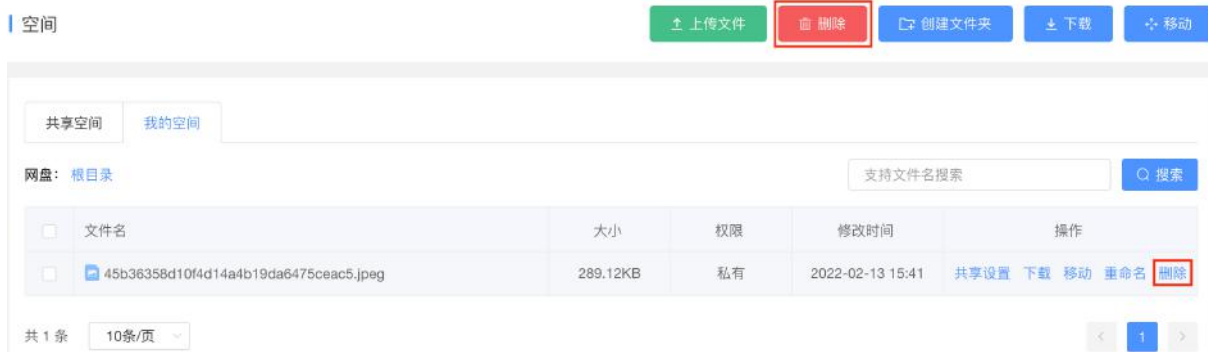 空间 上传文件 删除 创建文件夹 下载 移动
共享空间 我的空间
网盘： 根目录 支持文件名搜索 搜索
文件名 大小 权限 修改时间 操作
45b36358d10f4d14a4b19da6475ceac5.jpeg 289.12KB 私有 2022-02-13 15:41 共享设置 下载 移动 重命名 删除
共 1 条 10条/页 < 1 >